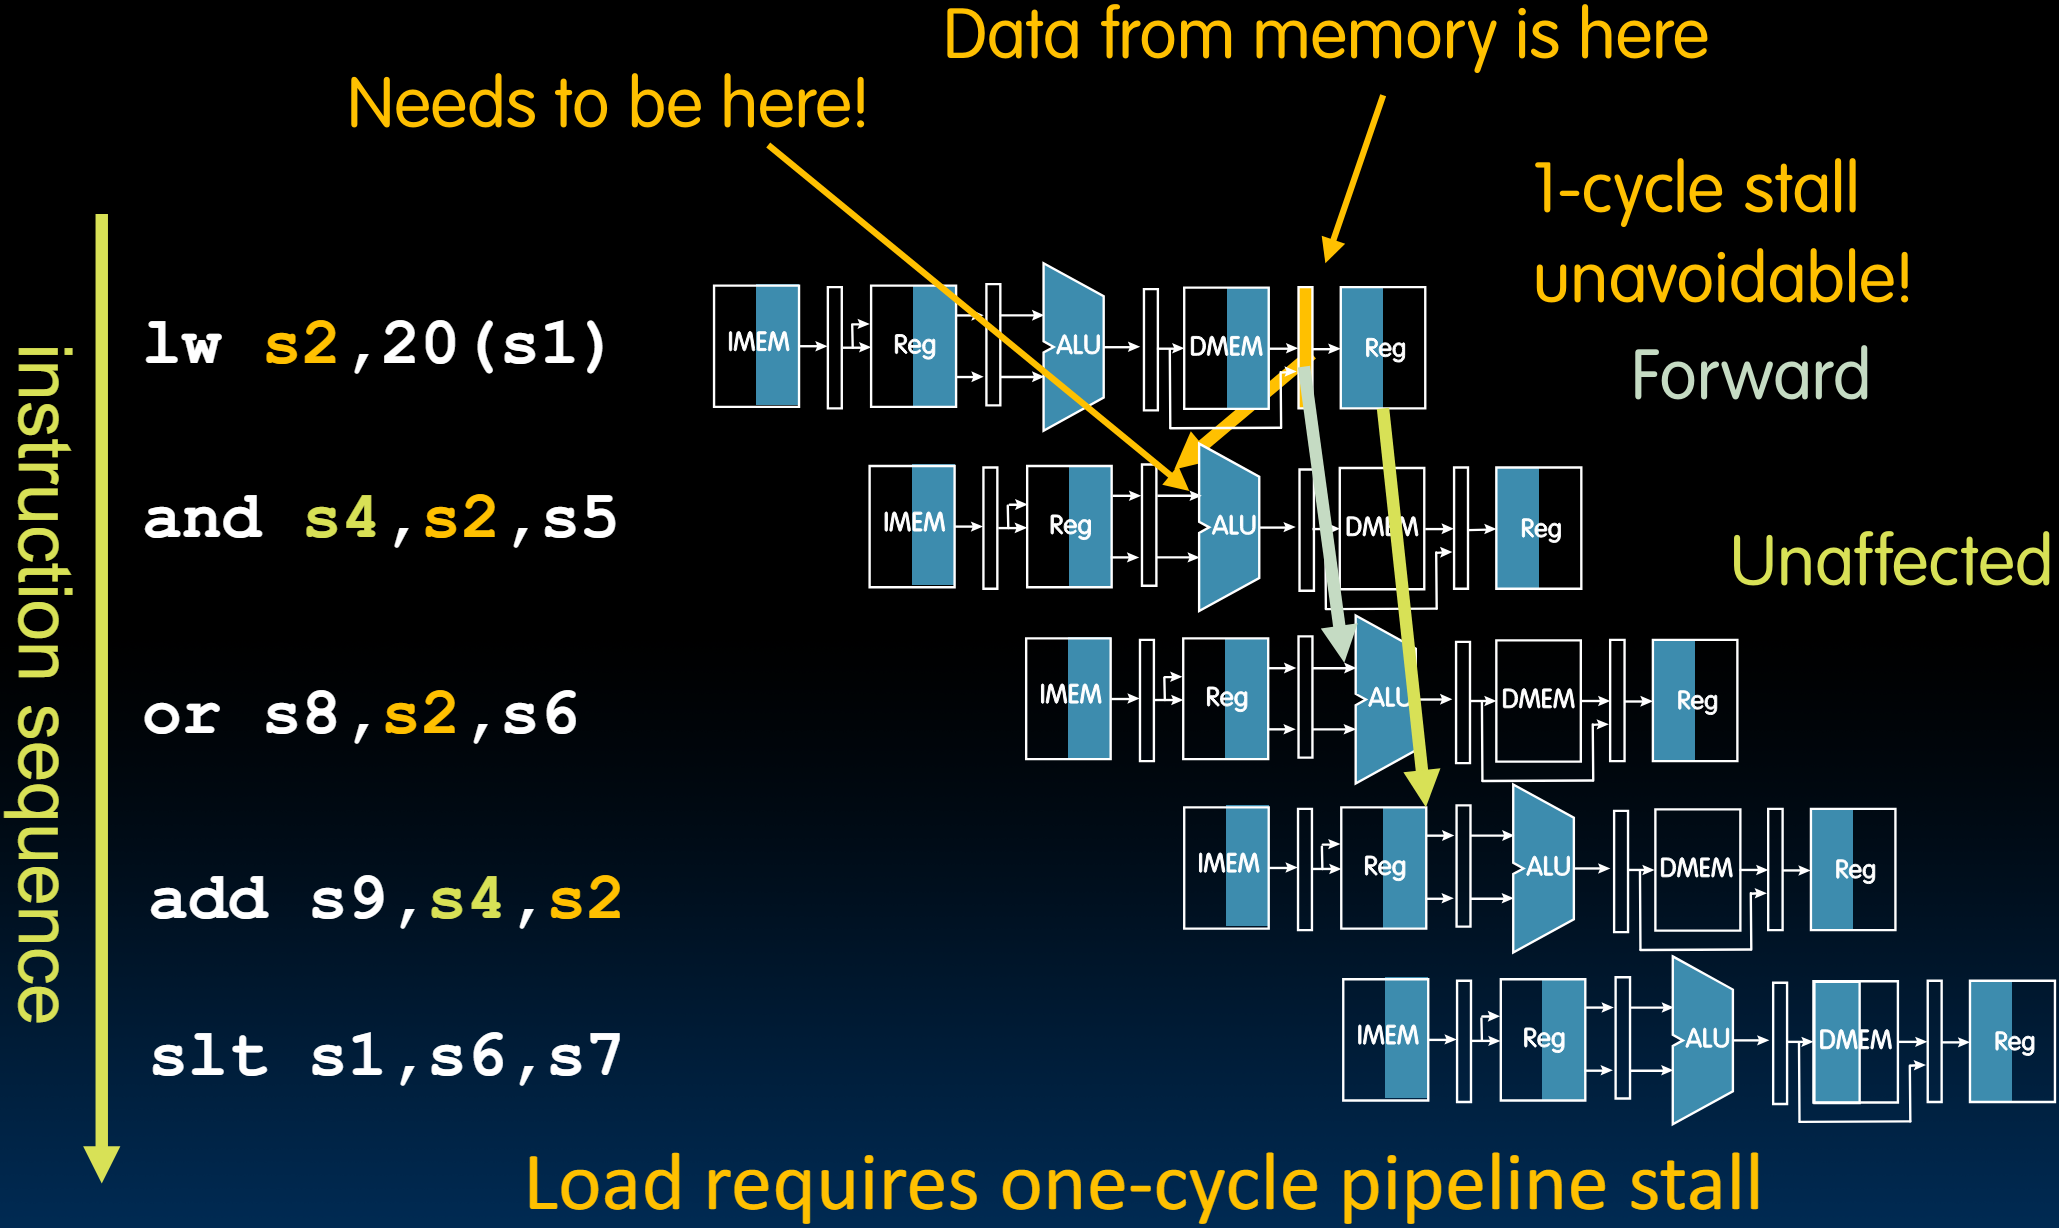 Data from memory is here
Needs to be here!
1-cycle stall
unavoidable!
Forward
Unaffected
instruction sequence
lw s2,20(s1)
IMEM Reg ALU DMEM Reg
and s4,s2,s5
IMEM Reg ALU DMEM Reg
or s8,s2,s6
IMEM Reg ALU DMEM Reg
add s9,s4,s2
IMEM Reg ALU DMEM Reg
slt s1,s6,s7
IMEM Reg ALU DMEM Reg
Load requires one-cycle pipeline stall